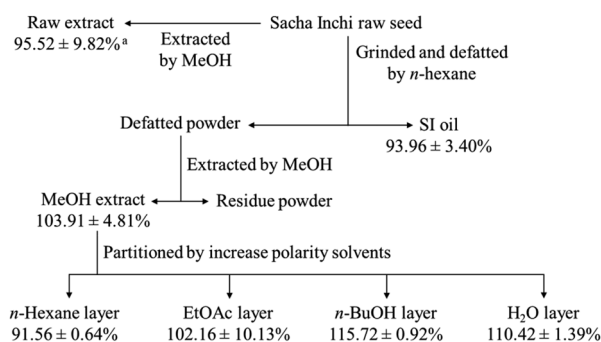 Raw extract
95.52 ± 9.82%ᵃ
Sacha Inchi raw seed
Extracted
by MeOH
Grinded and defatted
by n-hexane
Defatted powder
SI oil
93.96 ± 3.40%
Extracted by MeOH
MeOH extract
103.91 ± 4.81%
Residue powder
Partitioned by increase polarity solvents
n-Hexane layer
91.56 ± 0.64%
EtOAc layer
102.16 ± 10.13%
n-BuOH layer
115.72 ± 0.92%
H₂O layer
110.42 ± 1.39%